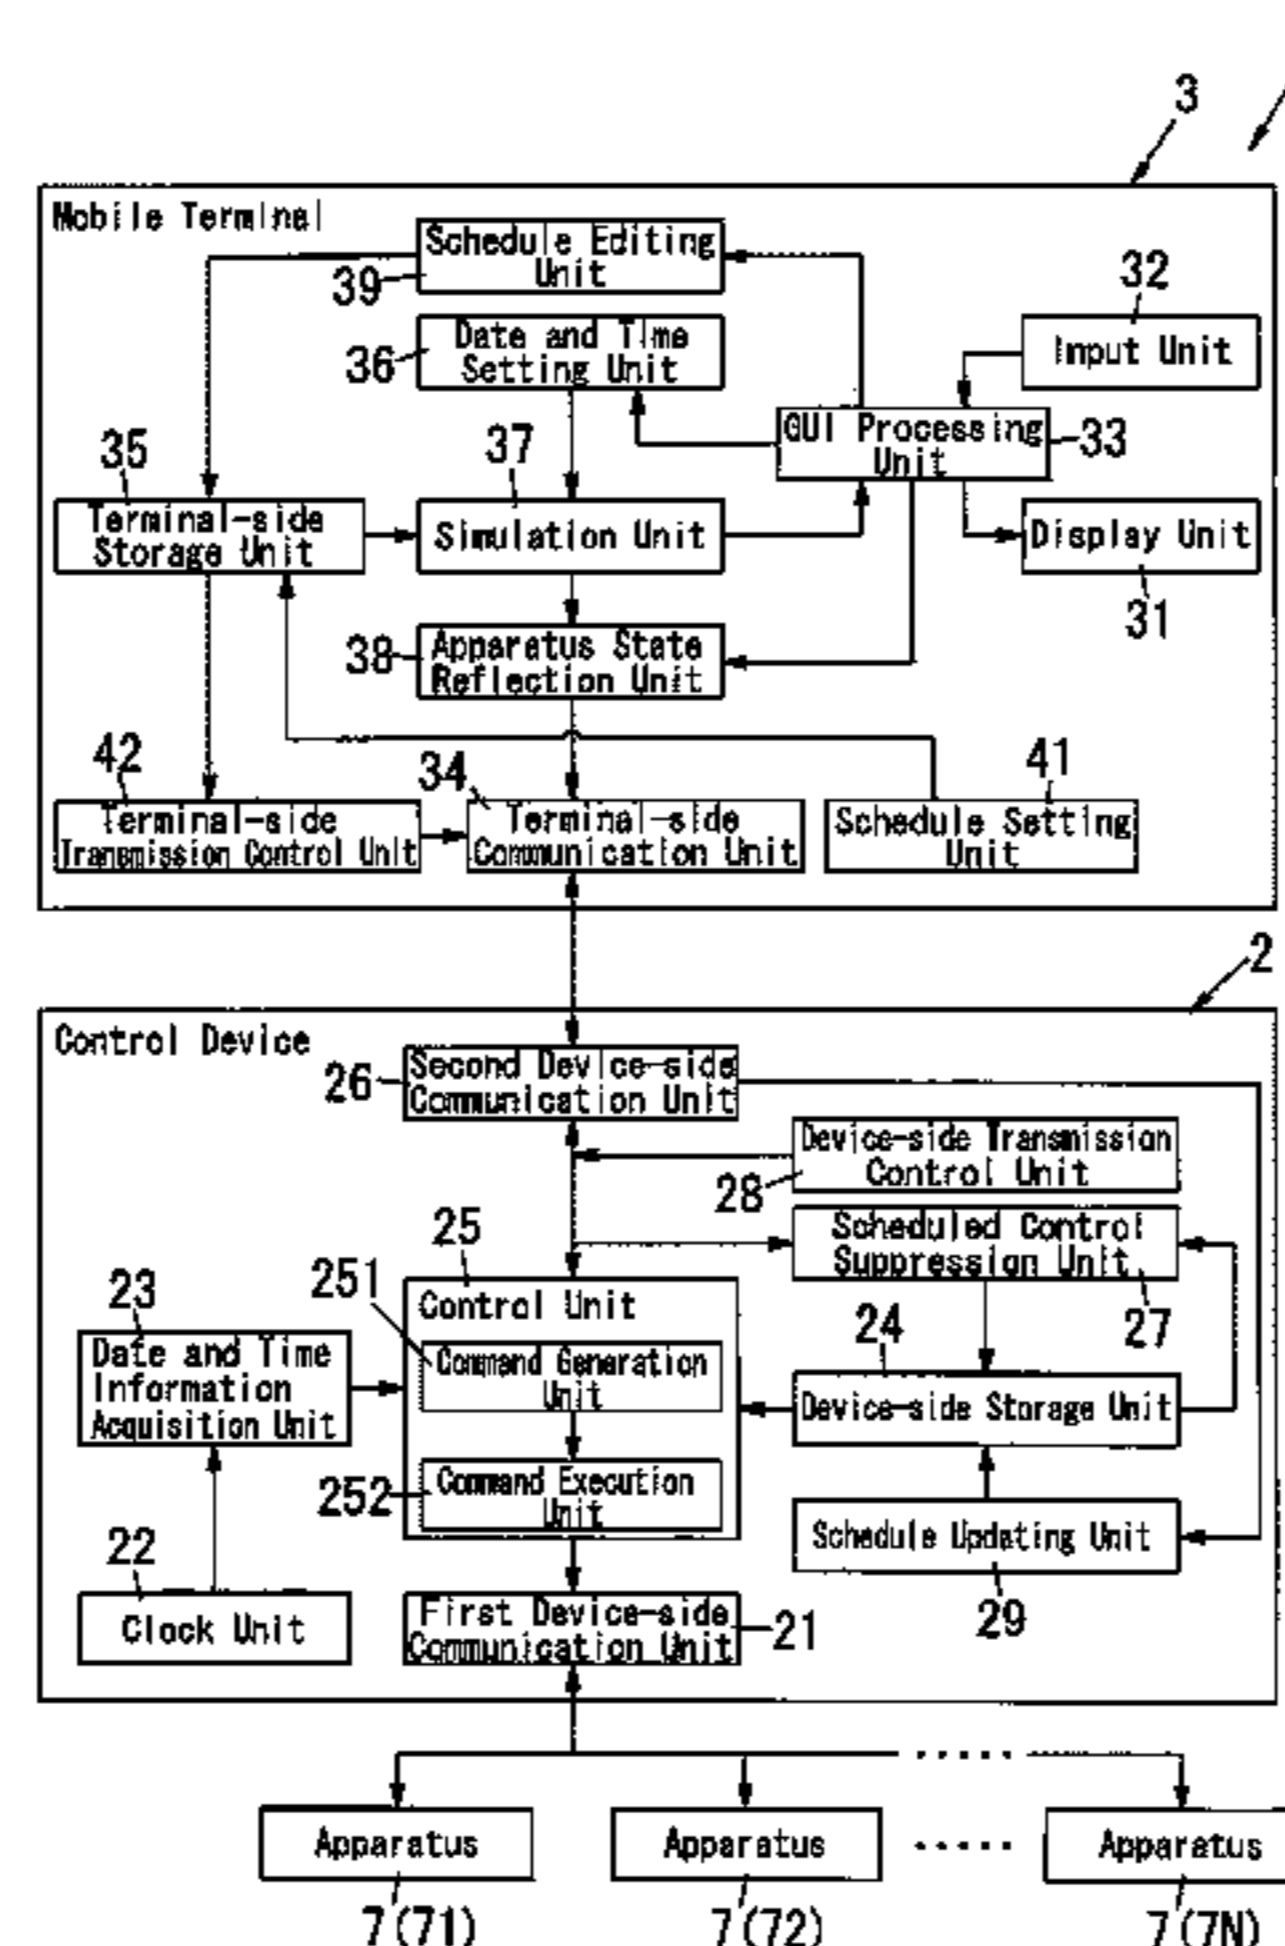 3
Mobile Terminal
Schedule Editing
Unit
39
32
Date and Time
Setting Unit
36
Input Unit
GUI Processing
Unit
33
35
37
Terminal-side
Storage Unit
Simulation Unit
Display Unit
31
38
Apparatus State
Reflection Unit
42
34
41
Terminal-side
Transmission Control Unit
Terminal-side
Communication Unit
Schedule Setting
Unit
2
Control Device
26
Second Device-side
Communication Unit
Device-side Transmission
Control Unit
28
25
Scheduled Control
Suppression Unit
27
251
Control Unit
23
24
Date and Time
Information
Acquisition Unit
Command Generation
Unit
Device-side Storage Unit
252
Command Execution
Unit
Schedule Updating Unit
29
22
Clock Unit
First Device-side
Communication Unit
21
Apparatus
Apparatus
.....
Apparatus
7(71)
7(72)
7(7N)